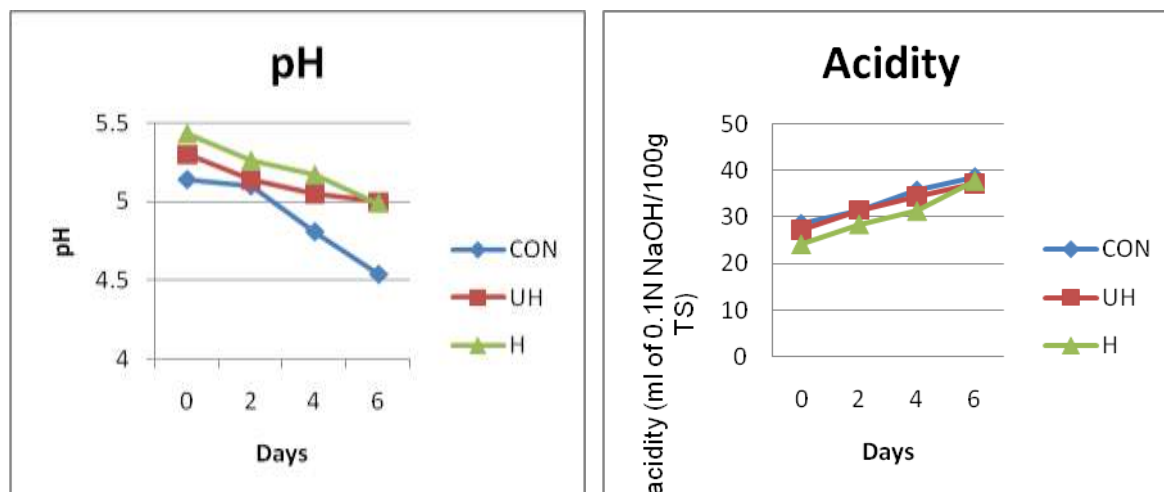 pH
5.5
5
4.5
4
pH
0 2 4 6
Days
CON
UH
H
Acidity
50
40
30
20
10
0
acidity (ml of 0.1N NaOH/100g
TS)
0 2 4 6
Days
CON
UH
H